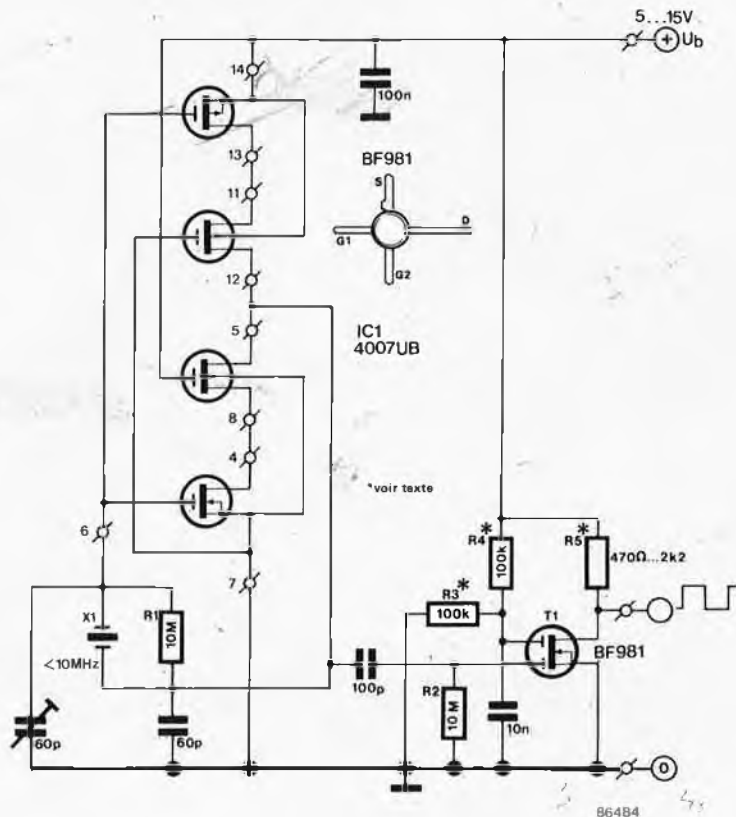 5...15V
+ Ub
14
100n
13
BF981
11
S
D
G1
G2
12
5
IC1
4007UB
8
4
*voir texte
6
7
R4*
100k
R5*
470Ω...2k2
R3*
100k
X1
R1
10M
T1
BF981
<10MHz
100p
R2
10M
10n
60p
60p
0
86484